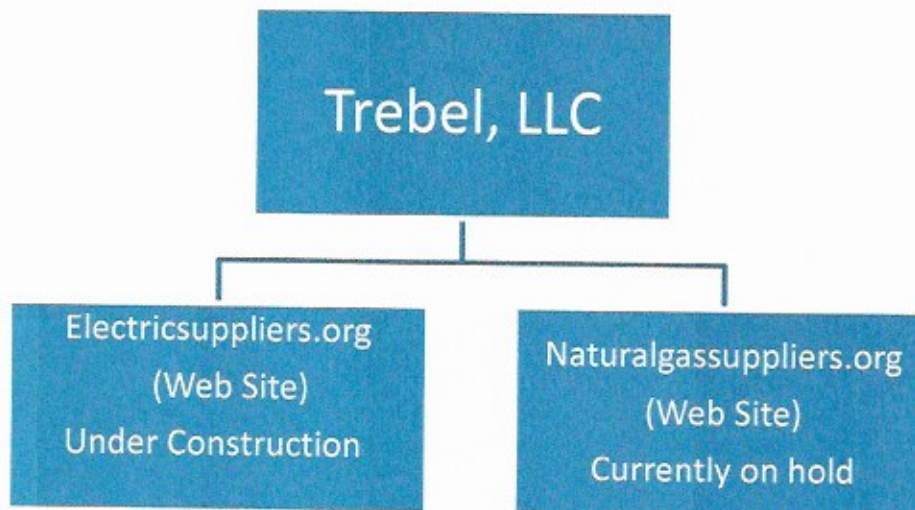 Trebel, LLC
Electricsuppliers.org
(Web Site)
Under Construction
Naturalgassuppliers.org
(Web Site)
Currently on hold